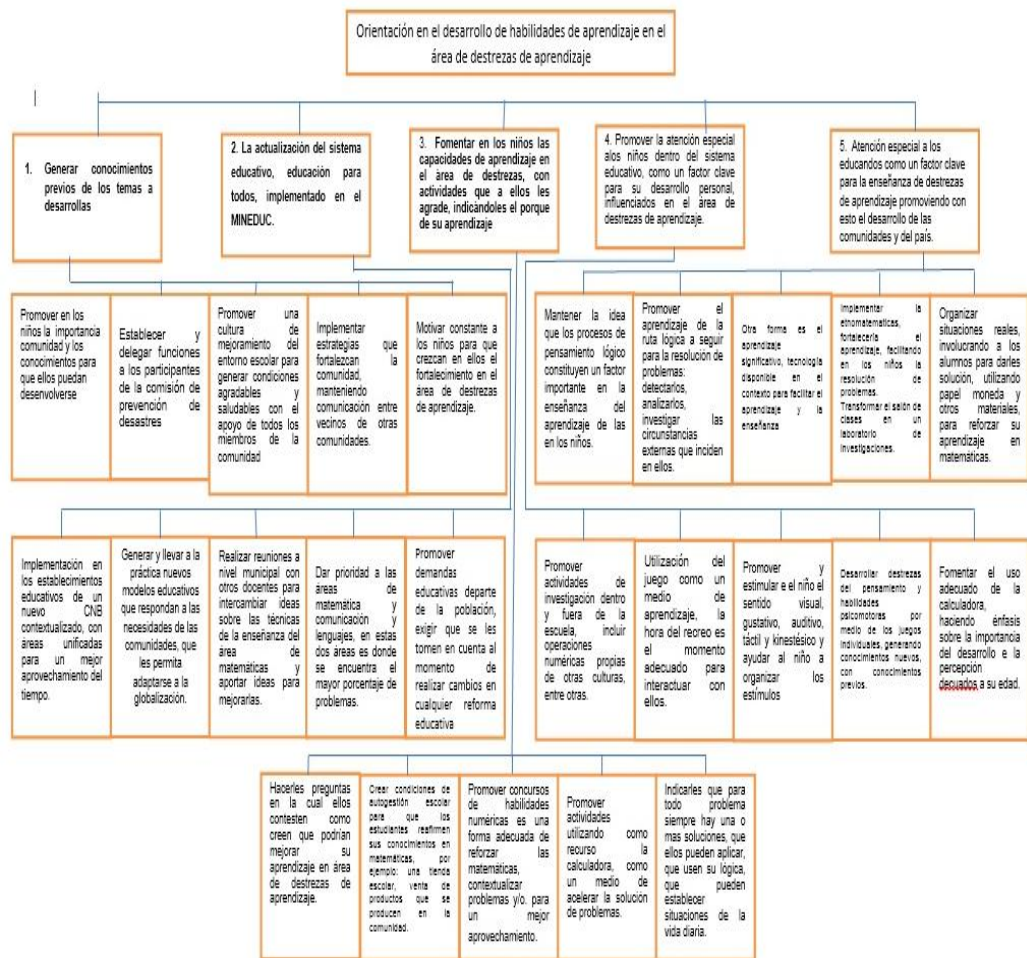 Orientación en el desarrollo de habilidades de aprendizaje en el
área de destrezas de aprendizaje
1. Generar conocimientos
previos de los temas a
desarrollas
2. La actualización del sistema
educativo, educación para
todos, implementado en el
MINEDUC.
3. Fomentar en los niños las
capacidades de aprendizaje en
el área de destrezas, con
actividades que a ellos les
agrade, indicándoles el porque
de su aprendizaje
4. Promover la atención especial
alos niños dentro del sistema
educativo, como un factor clave
para su desarrollo personal,
influenciados en el área de
destrezas de aprendizaje.
5. Atención especial a los
educandos como un factor clave
para la enseñanza de destrezas
de aprendizaje promoviendo con
esto el desarrollo de las
comunidades y del país.
Promover en los
niños la importancia
comunidad y los
conocimientos para
que ellos puedan
desenvolverse
Establecer y
delegar funciones
a los participantes
de la comisión de
prevención de
desastres
Promover una
cultura de
mejoramiento del
entorno escolar para
generar condiciones
agradables y
saludables con el
apoyo de todos los
miembros de la
comunidad
Implementar
estrategias que
fortalezcan la
comunidad,
manteniendo
comunicación entre
vecinos de otras
comunidades.
Motivar constante a
los niños para que
crezcan en ellos el
fortalecimiento en el
área de destrezas
de aprendizaje.
Mantener la idea
que los procesos de
pensamiento lógico
constituyen un factor
importante en la
enseñanza del
aprendizaje de las
en los niños.
Promover el
aprendizaje de la
ruta lógica a seguir
para la resolución de
problemas:
detectarlos,
analizarlos,
investigar las
circunstancias
externas que inciden
en ellos.
Otra forma es el
aprendizaje
significativo, tecnología
disponible en el
contexto para facilitar el
aprendizaje y la
enseñanza
Implementar la
etnomatematicas,
fortalecería el
aprendizaje, facilitando
en los niños la
resolución de
problemas.
Transformar el salón de
clases en un
laboratorio de
investigaciones.
Organizar
situaciones reales,
involucrando a los
alumnos para darles
solución, utilizando
papel moneda y
otros materiales,
para reforzar su
aprendizaje en
matemáticas.
Implementación en
los establecimientos
educativos de un
nuevo CNB
contextualizado, con
áreas unificadas
para un mejor
aprovechamiento del
tiempo.
Generar y llevar a la
práctica nuevos
modelos educativos
que respondan a las
necesidades de las
comunidades, que
les permita
adaptarse a la
globalización.
Realizar reuniones a
nivel municipal con
otros docentes para
intercambiar ideas
sobre las técnicas
de la enseñanza del
área de
matemáticas y
aportar ideas para
mejorarlas.
Dar prioridad a las
áreas de
matemática y
comunicación y
lenguajes, en estas
dos áreas es donde
se encuentra el
mayor porcentaje de
problemas.
Promover
demandas
educativas departe
de la población,
exigir que se les
tomen en cuenta al
momento de
realizar cambios en
cualquier reforma
educativa
Promover
actividades de
investigación dentro
y fuera de la
escuela, incluir
operaciones
numéricas propias
de otras culturas,
entre otras.
Utilización del
juego como un
medio de
aprendizaje, la
hora del recreo es
el momento
adecuado para
interactuar con
ellos.
Promover y
estimular e el niño el
sentido visual,
gustativo, auditivo,
táctil y kinestésico y
ayudar al niño a
organizar los
estímulos
Desarrollar destrezas
del pensamiento y
habilidades
psicomotores por
medio de los juegos
individuales, generando
conocimientos nuevos,
con conocimientos
previos.
Fomentar el uso
adecuado de la
calculadora,
haciendo énfasis
sobre la importancia
del desarrollo e la
percepción
decuados a su edad.
Hacerles preguntas
en la cual ellos
contesten como
creen que podrían
mejorar su
aprendizaje en área
de destrezas de
aprendizaje.
Crear condiciones de
autogestión escolar
para que los
estudiantes reafirmen
sus conocimientos en
matemáticas, por
ejemplo: una tienda
escolar, venta de
productos que se
producen en la
comunidad.
Promover concursos
de habilidades
numéricas es una
forma adecuada de
reforzar las
matemáticas,
contextualizar
problemas y/o. para
un mejor
aprovechamiento.
Promover
actividades
utilizando como
recurso la
calculadora, como
un medio de
acelerar la solución
de problemas.
Indicarles que para
todo problema
siempre hay una o
mas soluciones, que
ellos pueden aplicar,
que usen su lógica,
que pueden
establecer
situaciones de la
vida diaria.